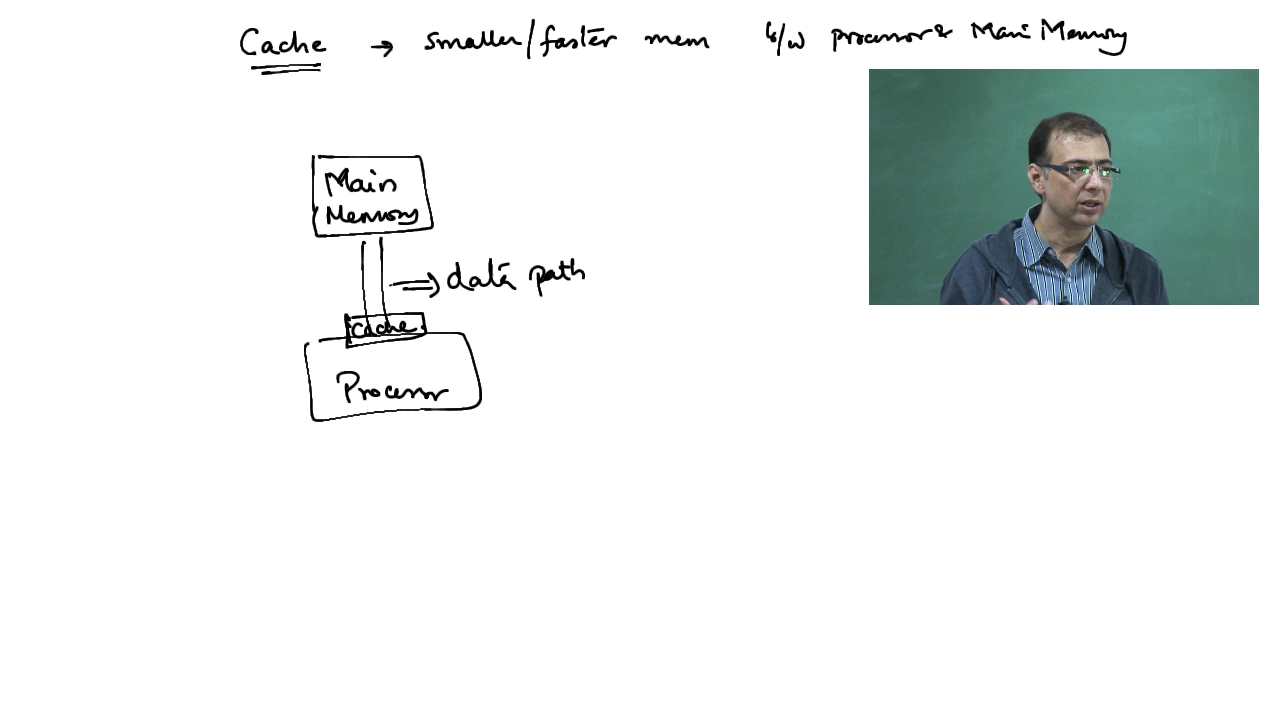 Cache → smaller/faster mem b/w processor & Main Memory
Main
Memory
⇒ data path
Cache
Processor